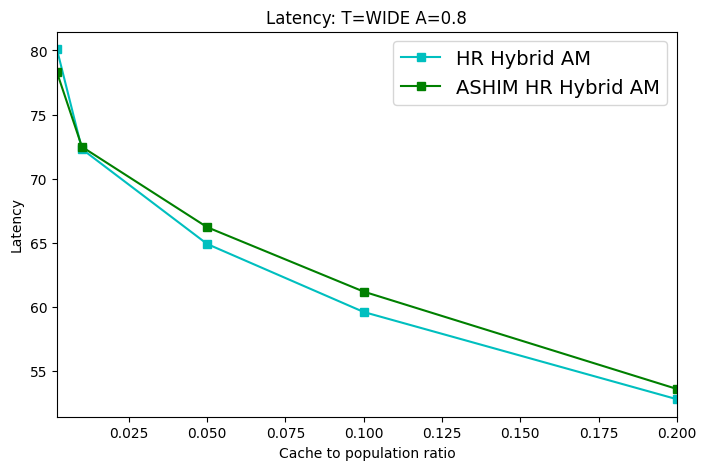 Latency: T=WIDE A=0.8
HR Hybrid AM
ASHIM HR Hybrid AM
80
75
70
65
60
55
Latency
0.025 0.050 0.075 0.100 0.125 0.150 0.175 0.200
Cache to population ratio